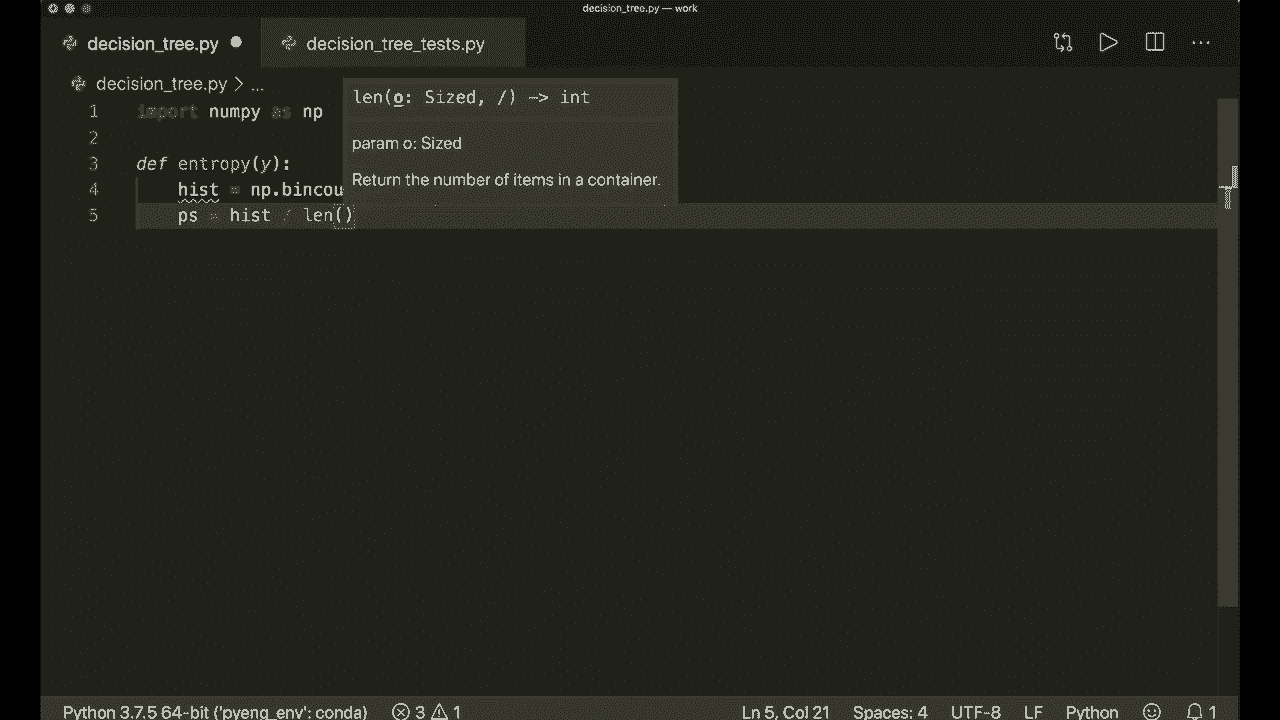 decision_tree.py — work
decision_tree.py decision_tree_tests.py
decision_tree.py > ...
1 import numpy as np
2
3 def entropy(y):
4 hist = np.bincou
5 ps = hist / len()
len(o: Sized, /) -> int
param o: Sized
Return the number of items in a container.
Python 3.7.5 64-bit ('pyeng_env': conda) 3 1 Ln 5, Col 21 Spaces: 4 UTF-8 LF Python 1